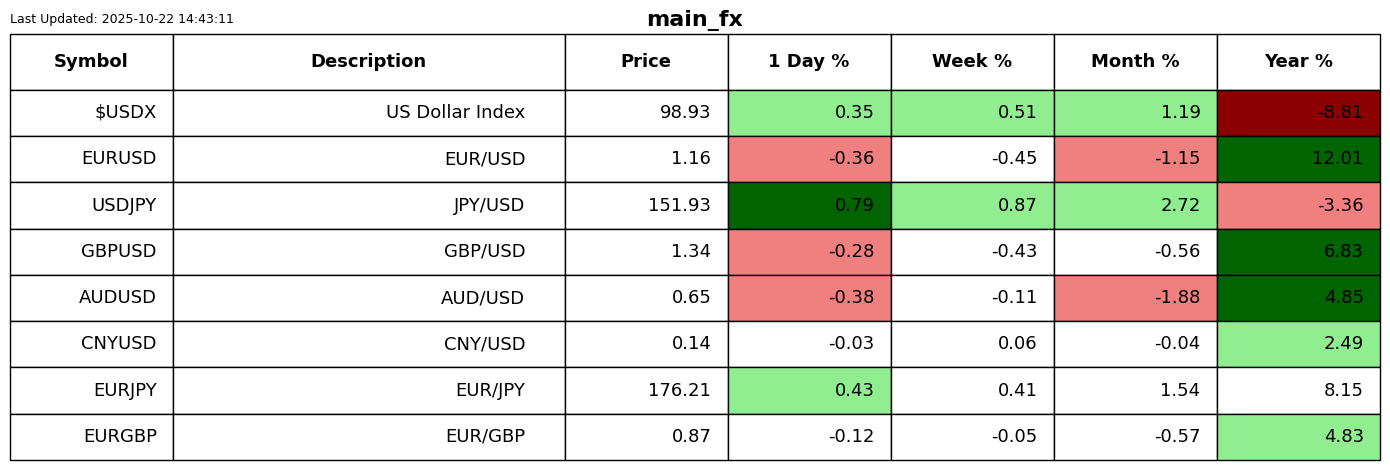 Last Updated: 2025-10-22 14:43:11
main_fx
Symbol Description Price 1 Day % Week % Month % Year %
$USDX US Dollar Index 98.93 0.35 0.51 1.19 -8.81
EURUSD EUR/USD 1.16 -0.36 -0.45 -1.15 12.01
USDJPY JPY/USD 151.93 0.79 0.87 2.72 -3.36
GBPUSD GBP/USD 1.34 -0.28 -0.43 -0.56 6.83
AUDUSD AUD/USD 0.65 -0.38 -0.11 -1.88 4.85
CNYUSD CNY/USD 0.14 -0.03 0.06 -0.04 2.49
EURJPY EUR/JPY 176.21 0.43 0.41 1.54 8.15
EURGBP EUR/GBP 0.87 -0.12 -0.05 -0.57 4.83